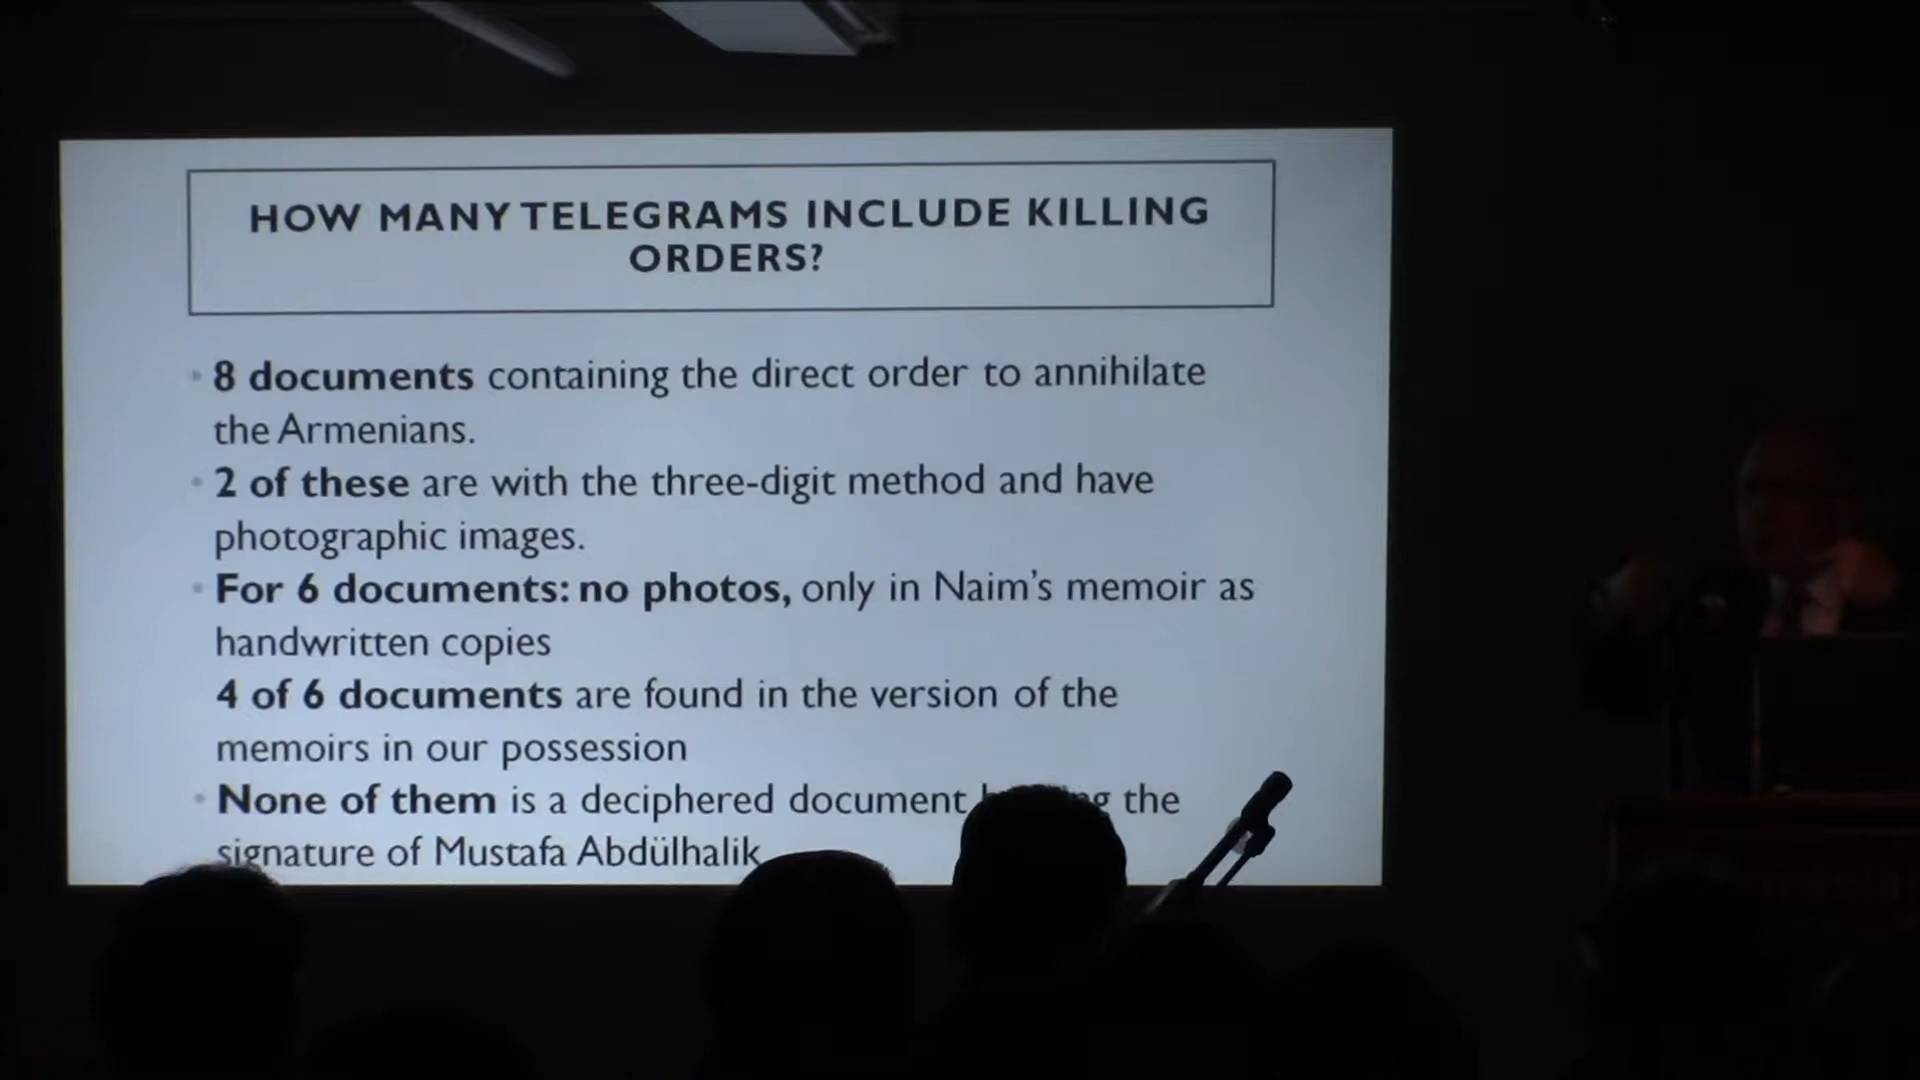 HOW MANY TELEGRAMS INCLUDE KILLING
ORDERS?
• 8 documents containing the direct order to annihilate
the Armenians.
• 2 of these are with the three-digit method and have
photographic images.
• For 6 documents: no photos, only in Naim's memoir as
handwritten copies
4 of 6 documents are found in the version of the
memoirs in our possession
• None of them is a deciphered document the
signature of Mustafa Abdülhalik